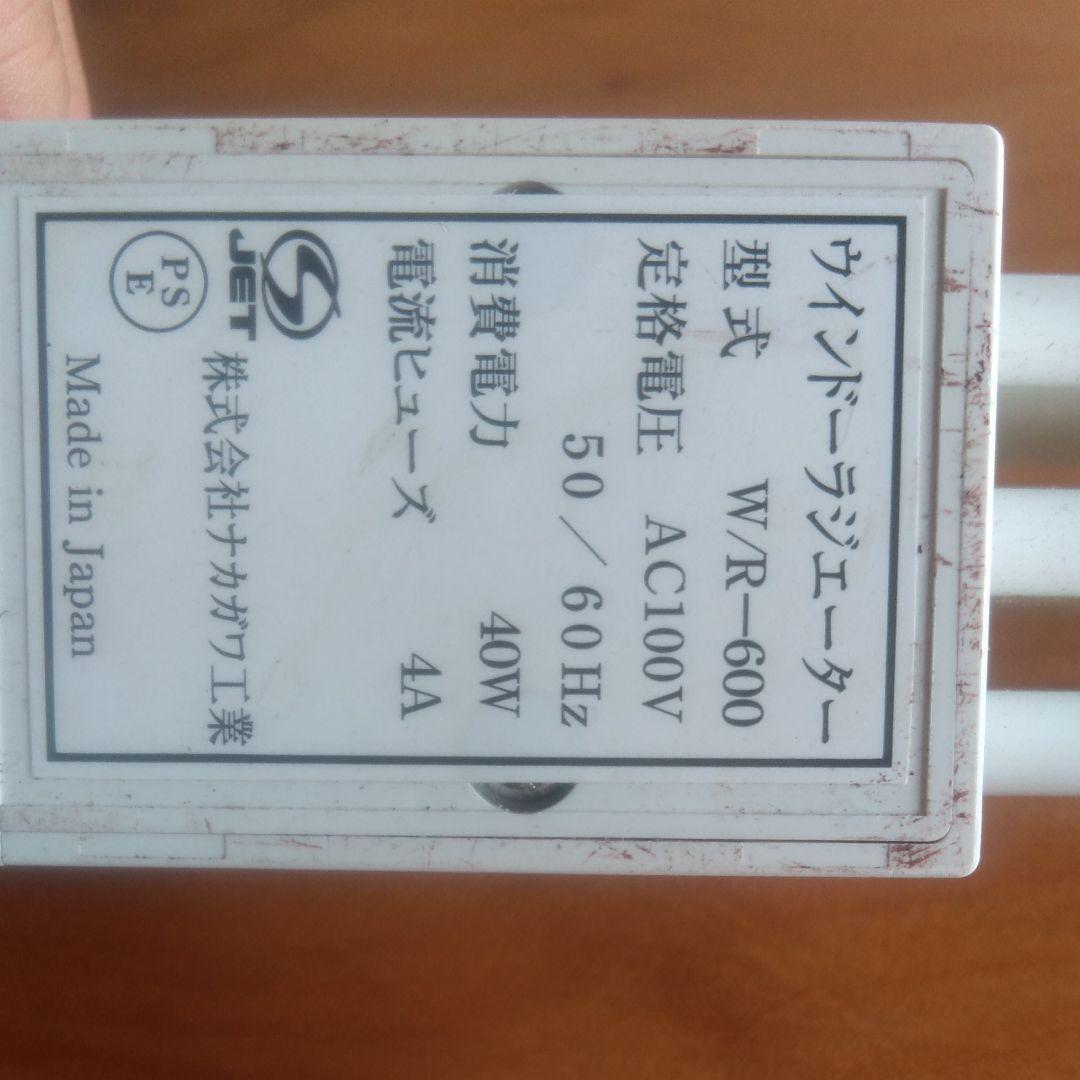 ウインドーラジエーター
型式 W/R-600
定格電圧 AC100V
50/60Hz
消費電力 40W
電流ヒューズ 4A
JET
株式会社ナカガワ工業
PS
E
Made in Japan